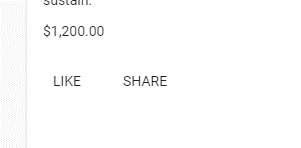 sustain.
$1,200.00
LIKE SHARE